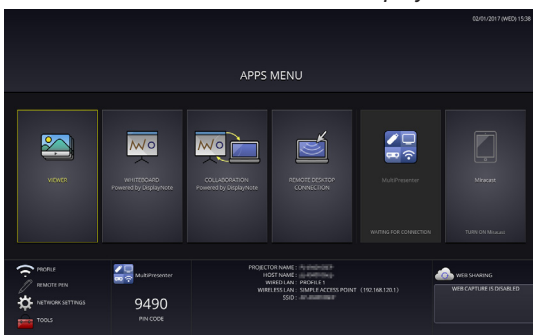 02/01/2017 (WED) 15:38
APPS MENU
VIEWER
WHITEBOARD
Powered by DisplayNote
COLLABORATION
Powered by DisplayNote
REMOTE DESKTOP
CONNECTION
MultiPresenter
WAITING FOR CONNECTION
Miracast
TURN ON Miracast
PROFILE
REMOTE PEN
NETWORK SETTINGS
TOOLS
MultiPresenter
9490
PIN CODE
PROJECTOR NAME :
HOST NAME :
WIRED LAN : PROFILE 1
WIRELESS LAN : SIMPLE ACCESS POINT (192.168.120.1)
SSID :
WEB SHARING
WEB CAPTURE IS DISABLED